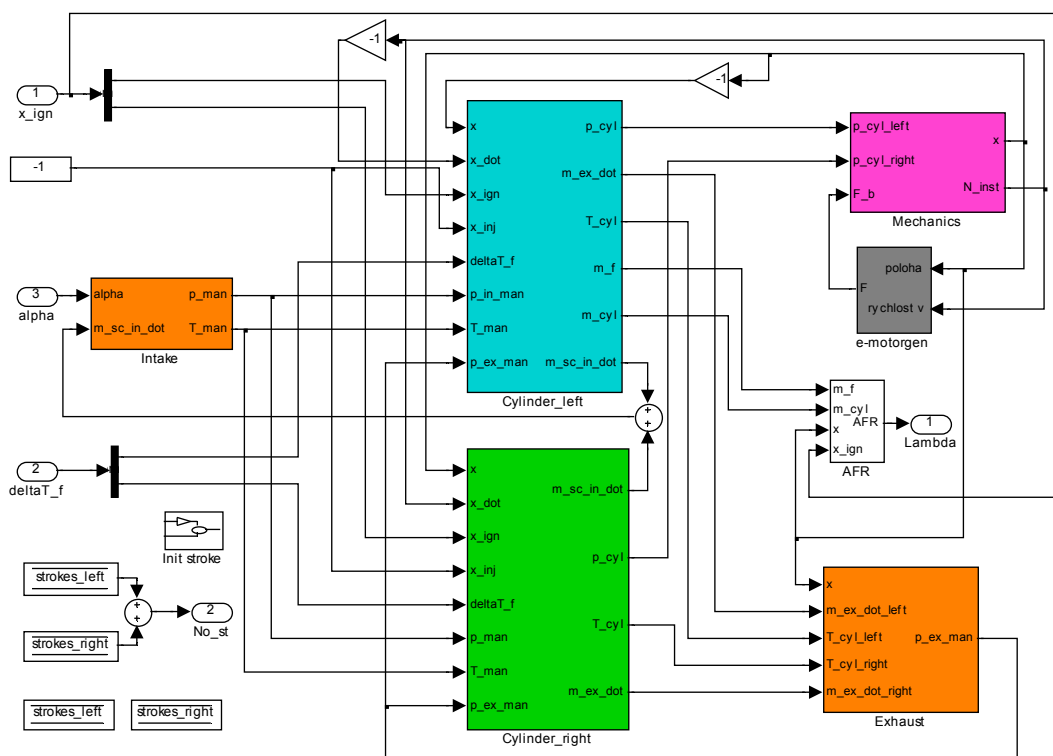 -1
-1
1
x_ign
-1
x
x_dot
x_ign
x_inj
deltaT_f
p_in_man
T_man
p_ex_man
p_cyl
m_ex_dot
T_cyl
m_f
m_cyl
m_sc_in_dot
Cylinder_left
p_cyl_left
p_cyl_right
F_b
x
N_inst
Mechanics
poloha
F
rychlost v
e-motorgen
3
alpha
alpha
m_sc_in_dot
p_man
T_man
Intake
+
+
m_f
m_cyl
x
x_ign
AFR
AFR
1
Lambda
2
deltaT_f
Init stroke
x
x_dot
x_ign
x_inj
deltaT_f
p_man
T_man
p_ex_man
m_sc_in_dot
p_cyl
T_cyl
m_ex_dot
Cylinder_right
strokes_left
strokes_right
+
+
2
No_st
strokes_left
strokes_right
x
m_ex_dot_left
T_cyl_left
T_cyl_right
m_ex_dot_right
p_ex_man
Exhaust